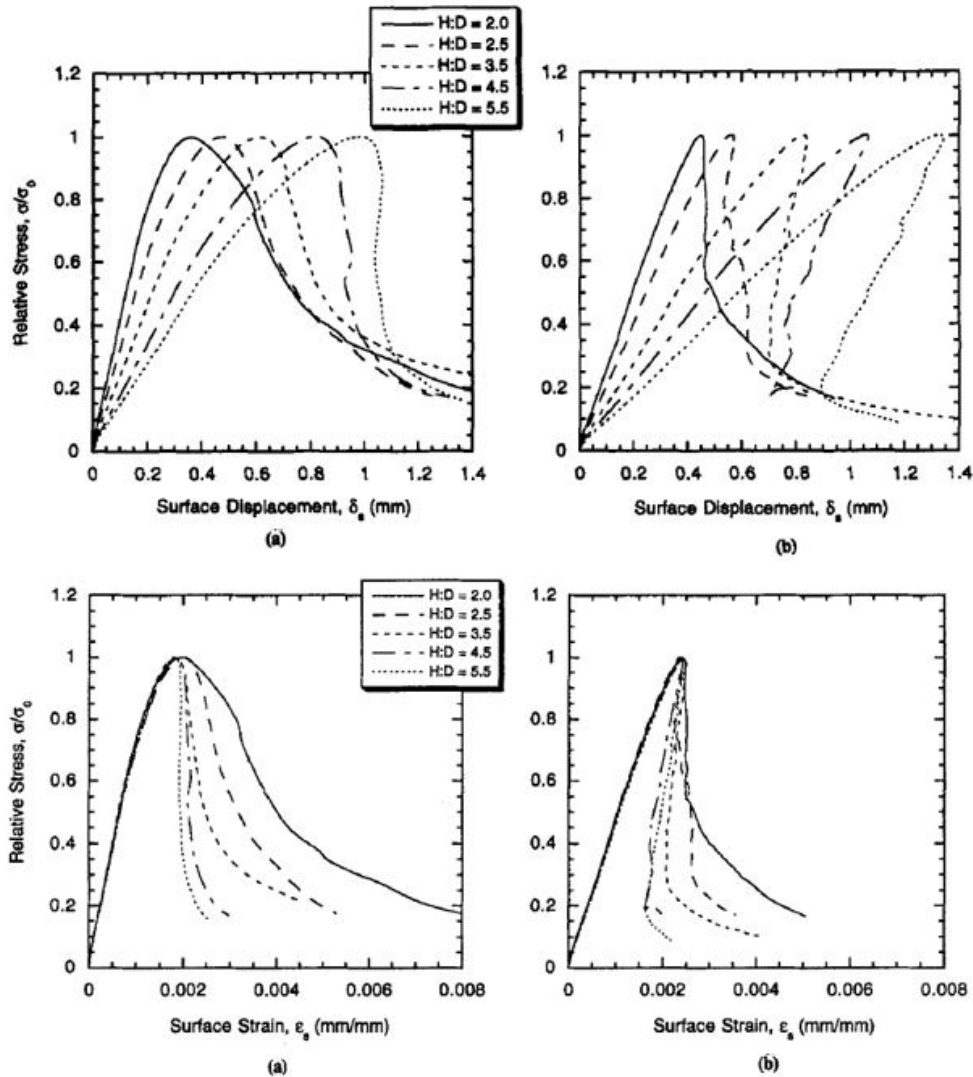 H:D = 2.0
H:D = 2.5
H:D = 3.5
H:D = 4.5
H:D = 5.5
1.2
1
0.8
0.6
0.4
0.2
0
Relative Stress, σ/σ₀
0 0.2 0.4 0.6 0.8 1 1.2 1.4
Surface Displacement, δₛ (mm)
(a)
1.2
1
0.8
0.6
0.4
0.2
0
0 0.2 0.4 0.6 0.8 1 1.2 1.4
Surface Displacement, δₛ (mm)
(b)
H:D = 2.0
H:D = 2.5
H:D = 3.5
H:D = 4.5
H:D = 5.5
1.2
1
0.8
0.6
0.4
0.2
0
Relative Stress, σ/σ₀
0 0.002 0.004 0.006 0.008
Surface Strain, εₛ (mm/mm)
(a)
1.2
1
0.8
0.6
0.4
0.2
0
0 0.002 0.004 0.006 0.008
Surface Strain, εₛ (mm/mm)
(b)